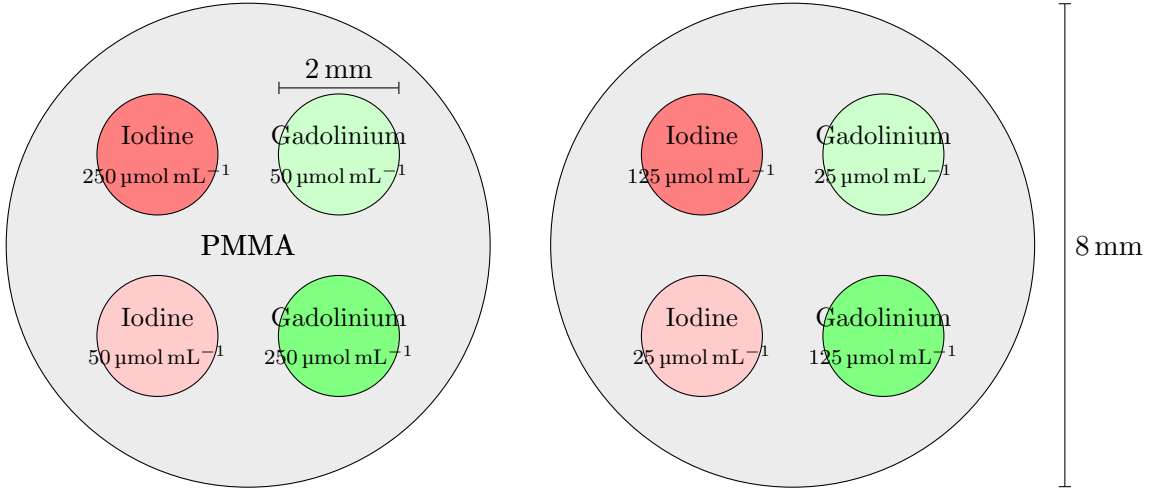 2 mm
Iodine
250 µmol mL⁻¹
Gadolinium
50 µmol mL⁻¹
PMMA
Iodine
50 µmol mL⁻¹
Gadolinium
250 µmol mL⁻¹
Iodine
125 µmol mL⁻¹
Gadolinium
25 µmol mL⁻¹
Iodine
25 µmol mL⁻¹
Gadolinium
125 µmol mL⁻¹
8 mm